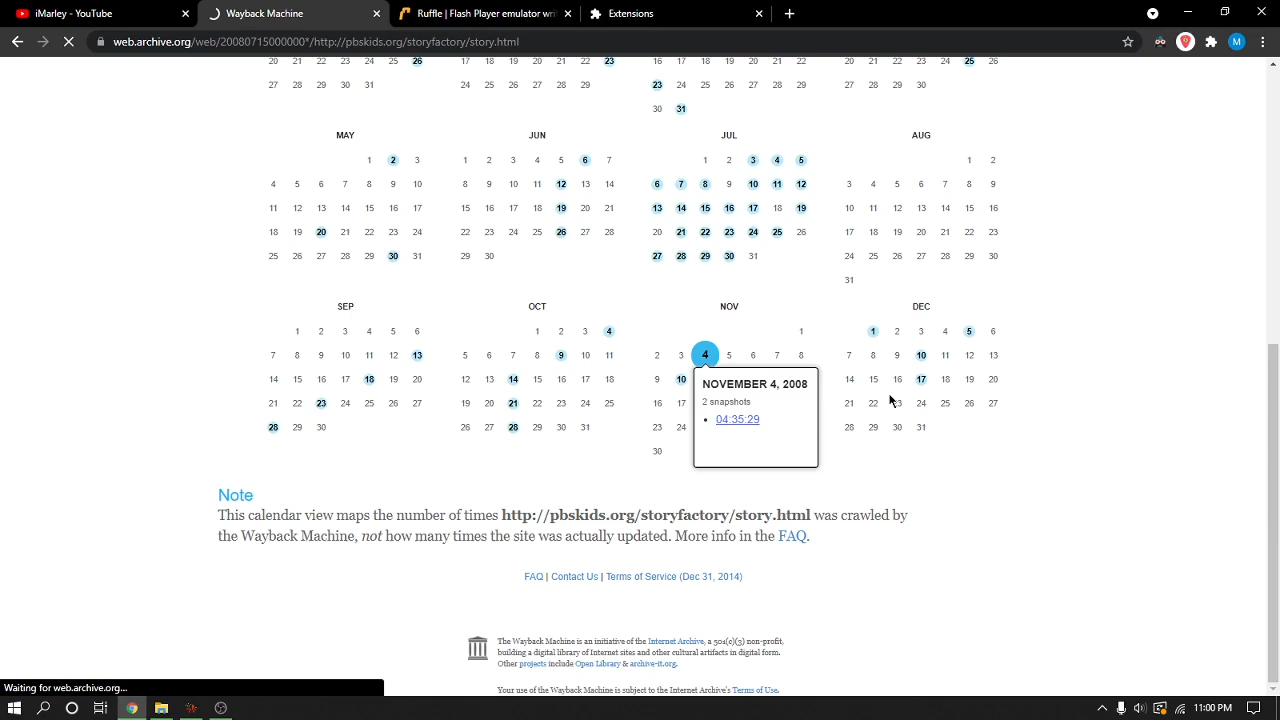 iMarley - YouTube
Wayback Machine
Ruffle | Flash Player emulator wri
Extensions
web.archive.org/web/20080715000000*/http://pbskids.org/storyfactory/story.html
M
20 21 22 23 24 25 26 17 18 19 20 21 22 23 16 17 18 19 20 21 22 20 21 22 23 24 25 26
27 28 29 30 31 24 25 26 27 28 29 23 24 25 26 27 28 29 27 28 29 30
30 31
MAY JUN JUL AUG
1 2 3 1 2 3 4 5 6 7 1 2 3 4 5 1 2
4 5 6 7 8 9 10 8 9 10 11 12 13 14 6 7 8 9 10 11 12 3 4 5 6 7 8 9
11 12 13 14 15 16 17 15 16 17 18 19 20 21 13 14 15 16 17 18 19 10 11 12 13 14 15 16
18 19 20 21 22 23 24 22 23 24 25 26 27 28 20 21 22 23 24 25 26 17 18 19 20 21 22 23
25 26 27 28 29 30 31 29 30 27 28 29 30 31 24 25 26 27 28 29 30
31
SEP OCT NOV DEC
1 2 3 4 5 6 1 2 3 4 1 1 2 3 4 5 6
7 8 9 10 11 12 13 5 6 7 8 9 10 11 2 3 4 5 6 7 8 7 8 9 10 11 12 13
14 15 16 17 18 19 20 12 13 14 15 16 17 18 9 10 14 15 16 17 18 19 20
21 22 23 24 25 26 27 19 20 21 22 23 24 25 16 17 21 22 23 24 25 26 27
28 29 30 26 27 28 29 30 31 23 24 28 29 30 31
30
NOVEMBER 4, 2008
2 snapshots
04:35:29
Note
This calendar view maps the number of times http://pbskids.org/storyfactory/story.html was crawled by
the Wayback Machine, not how many times the site was actually updated. More info in the FAQ.
FAQ | Contact Us | Terms of Service (Dec 31, 2014)
The Wayback Machine is an initiative of the Internet Archive, a 501(c)(3) non-profit,
building a digital library of Internet sites and other cultural artifacts in digital form.
Other projects include Open Library & archive-it.org.
Your use of the Wayback Machine is subject to the Internet Archive's Terms of Use.
Waiting for web.archive.org...
11:00 PM